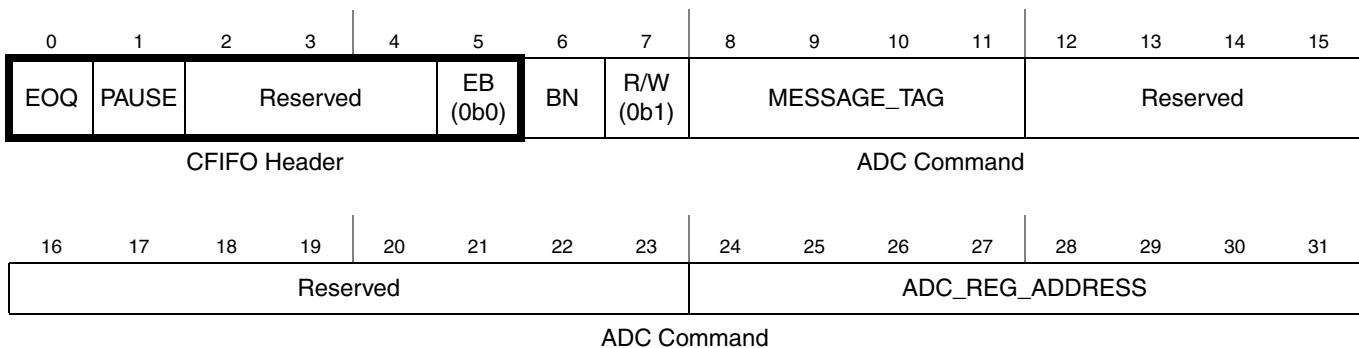 0 1 2 3 4 5 6 7 8 9 10 11 12 13 14 15
EOQ PAUSE Reserved EB (0b0) BN R/W (0b1) MESSAGE_TAG Reserved
CFIFO Header ADC Command
16 17 18 19 20 21 22 23 24 25 26 27 28 29 30 31
Reserved ADC_REG_ADDRESS
ADC Command